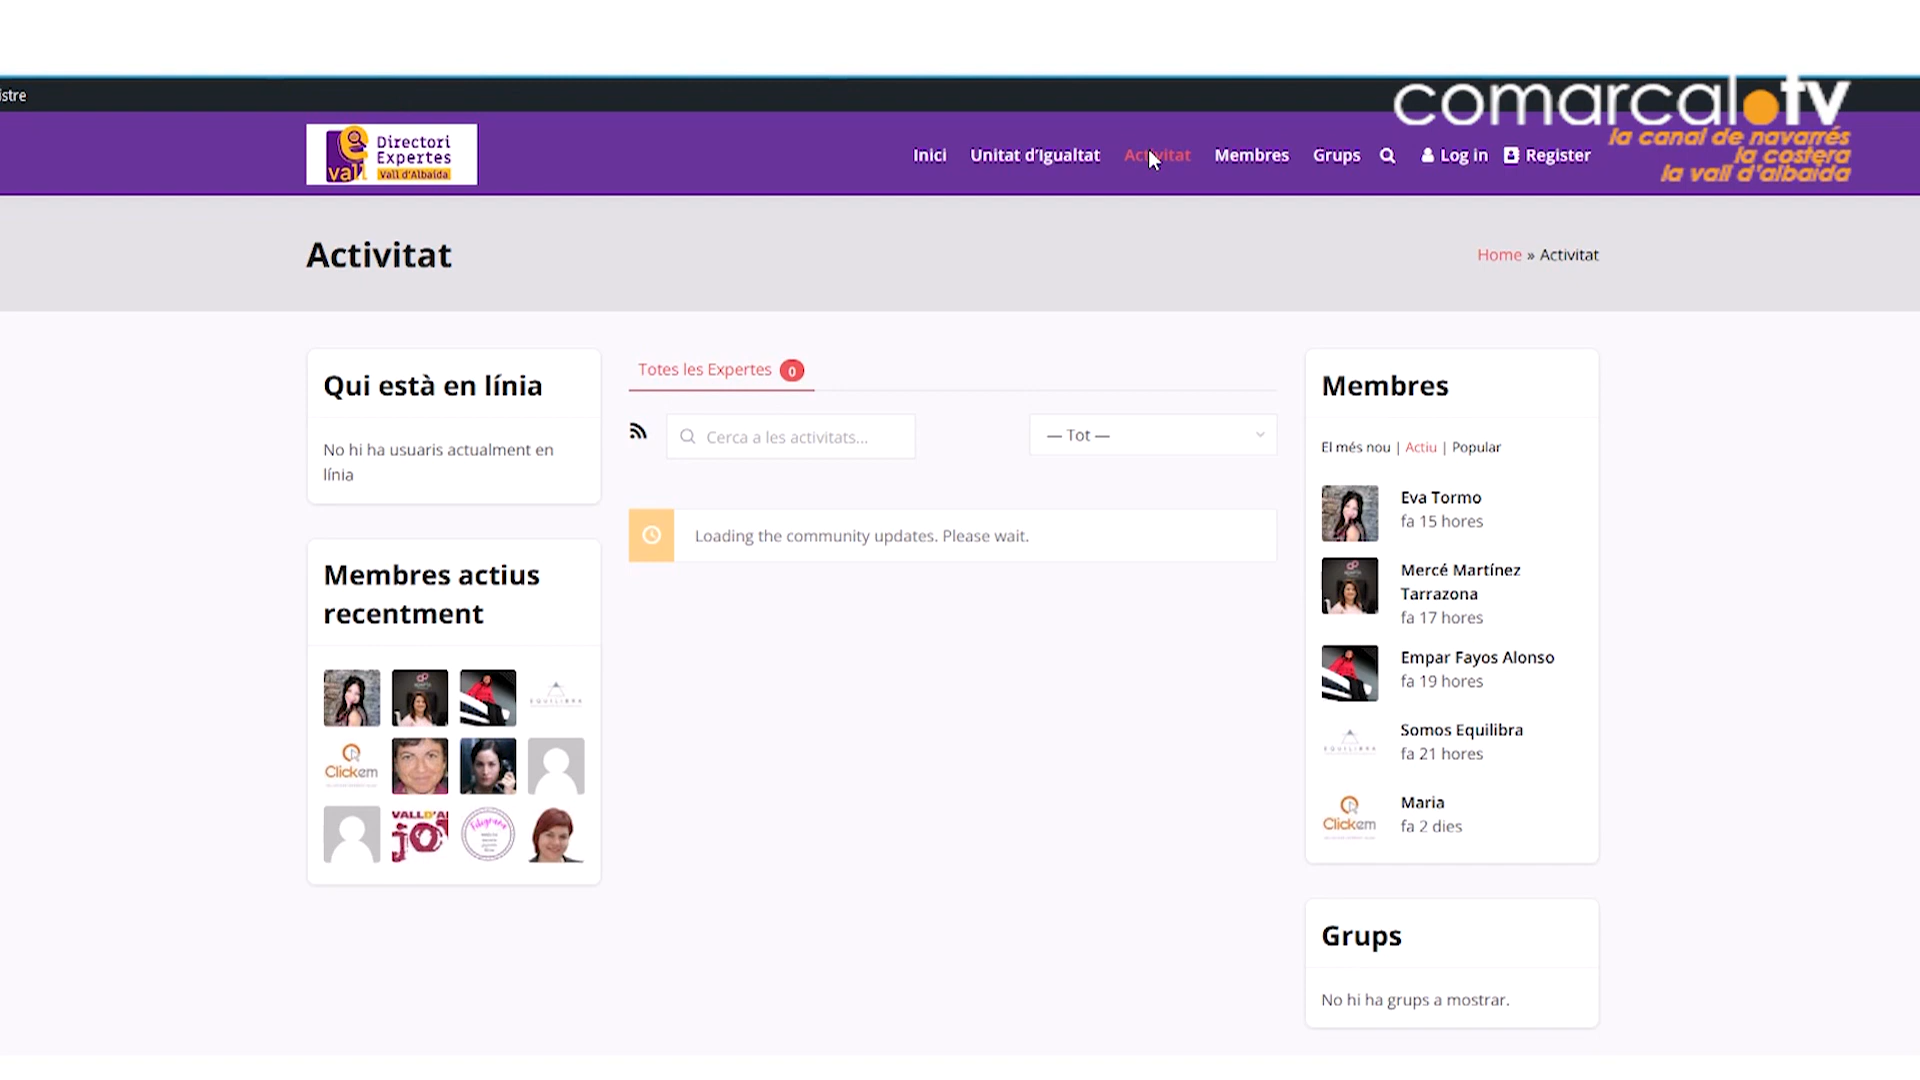 istre
comarcal.tv
la canal de navarrés
la costera
la vall d'albaida
Directori
Expertes
Vall d'Albaida
vall
Inici
Unitat d'Igualtat
Activitat
Membres
Grups
Log in
Register
Activitat
Home » Activitat
Qui està en línia
No hi ha usuaris actualment en
línia
Membres actius
recentment
EQUILIBRA
Clickem
VALL D'AL
jo
Totes les Expertes 0
Cerca a les activitats...
— Tot —
Loading the community updates. Please wait.
Membres
El més nou | Actiu | Popular
Eva Tormo
fa 15 hores
Mercé Martínez
Tarrazona
fa 17 hores
Empar Fayos Alonso
fa 19 hores
EQUILIBRA
Somos Equilibra
fa 21 hores
Clickem
Maria
fa 2 dies
Grups
No hi ha grups a mostrar.